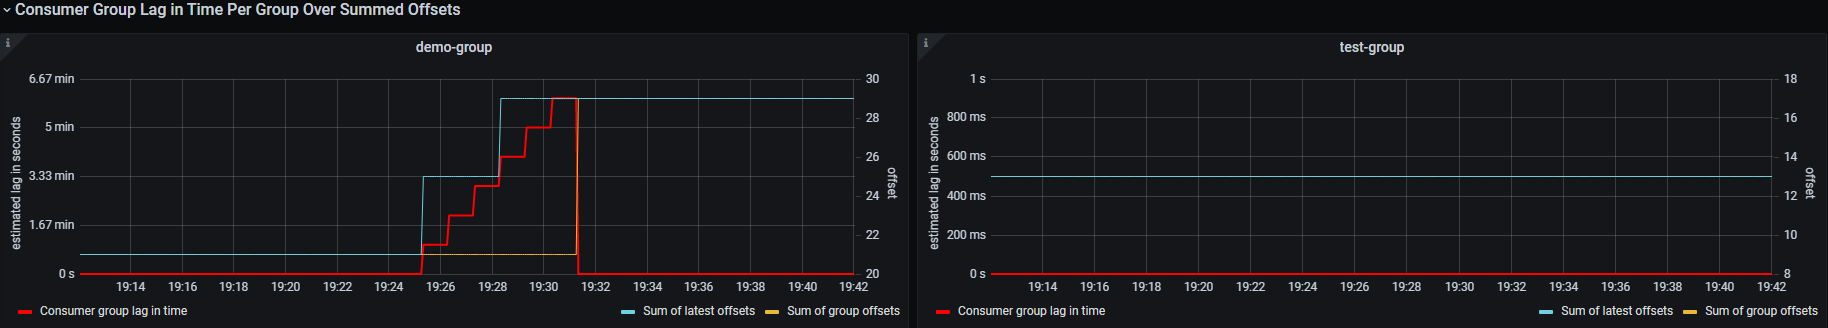 Consumer Group Lag in Time Per Group Over Summed Offsets
i
demo-group
6.67 min
5 min
3.33 min
1.67 min
0 s
estimated lag in seconds
30
28
26
24
22
20
offset
19:14 19:16 19:18 19:20 19:22 19:24 19:26 19:28 19:30 19:32 19:34 19:36 19:38 19:40 19:42
Consumer group lag in time Sum of latest offsets Sum of group offsets
i
test-group
1 s
800 ms
600 ms
400 ms
200 ms
0 s
estimated lag in seconds
18
16
14
12
10
8
offset
19:14 19:16 19:18 19:20 19:22 19:24 19:26 19:28 19:30 19:32 19:34 19:36 19:38 19:40 19:42
Consumer group lag in time Sum of latest offsets Sum of group offsets